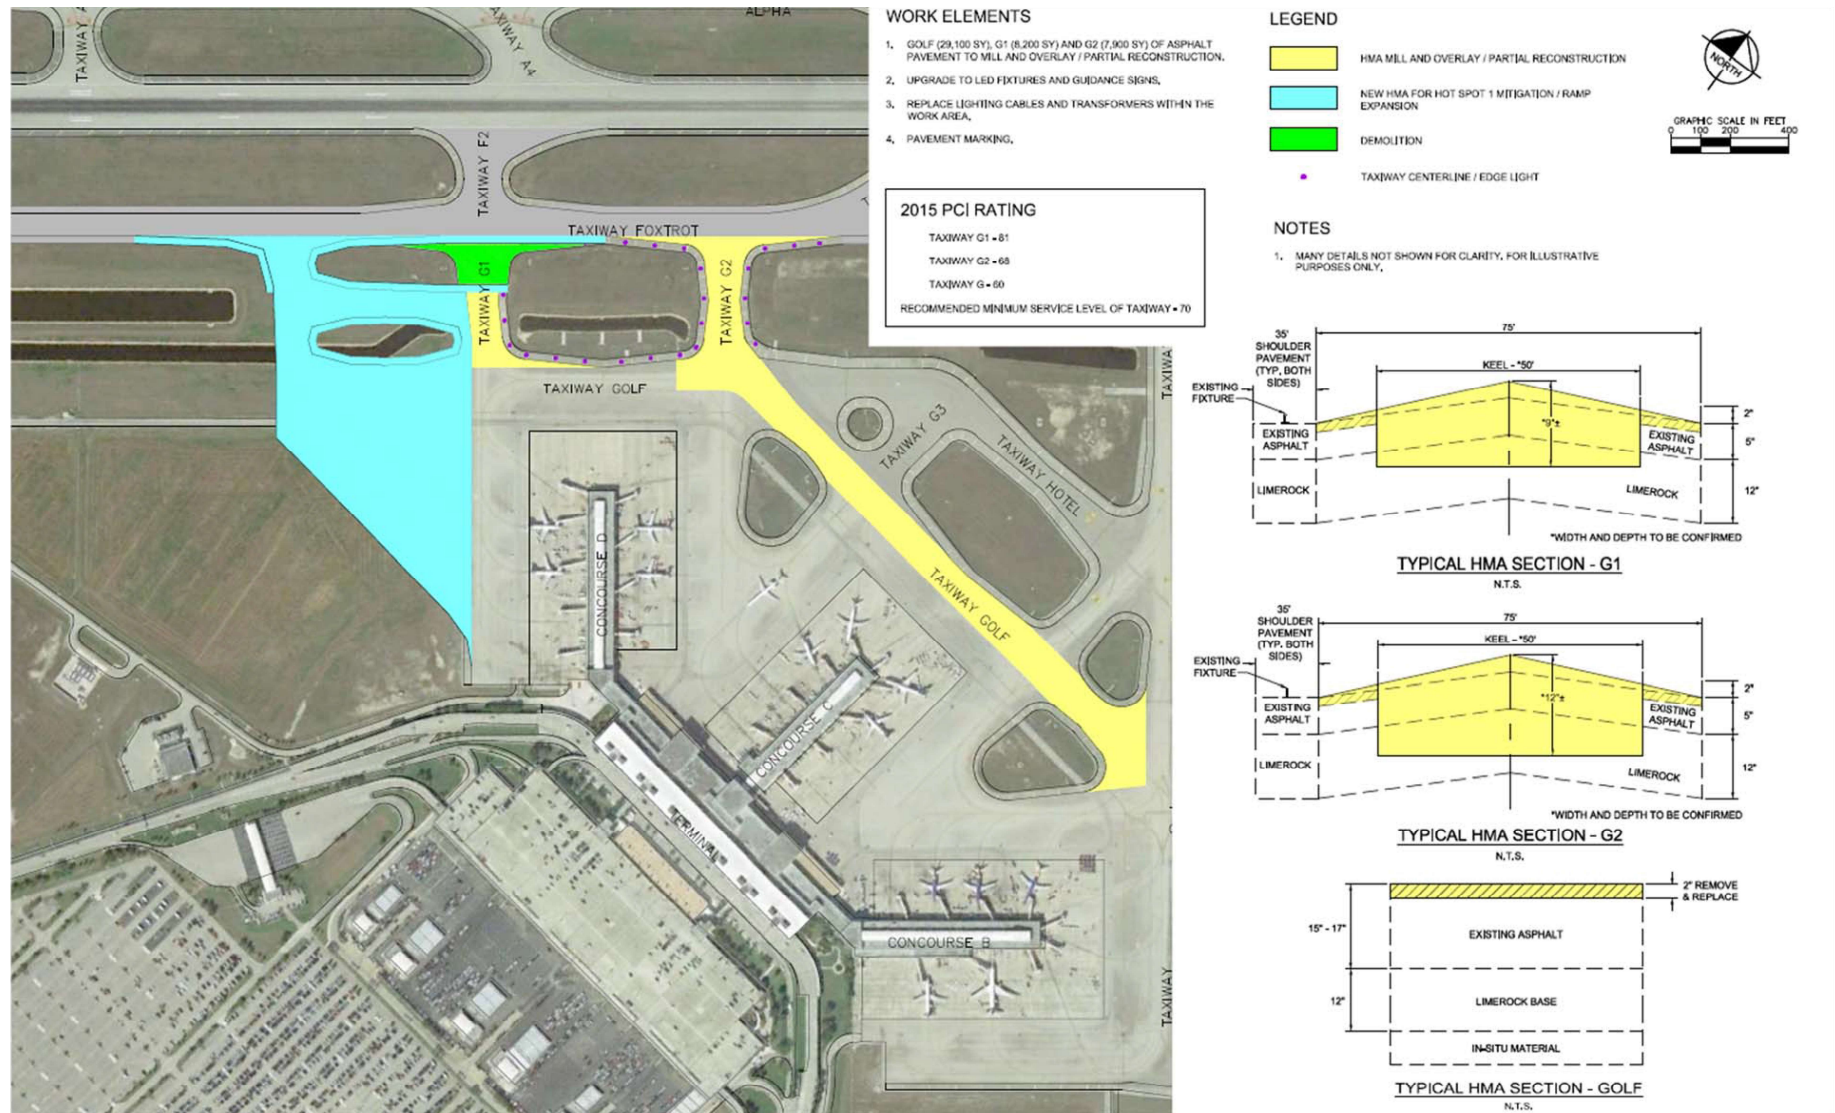 ALPHA
TAXIWAY A
TAXIWAY A4
TAXIWAY F2
TAXIWAY FOXTROT
TAXIWAY G1
TAXIWAY G2
TAXIWAY GOLF
TAXIWAY G3
TAXIWAY HOTEL
TAXIWAY GOLF
TAXIWA
TAXIWAY
CONCOURSE D
CONCOURSE C
TERMINAL
CONCOURSE B
WORK ELEMENTS
1. GOLF (29,100 SY), G1 (8,200 SY) AND G2 (7,900 SY) OF ASPHALT
PAVEMENT TO MILL AND OVERLAY / PARTIAL RECONSTRUCTION.
2. UPGRADE TO LED FIXTURES AND GUIDANCE SIGNS.
3. REPLACE LIGHTING CABLES AND TRANSFORMERS WITHIN THE
WORK AREA.
4. PAVEMENT MARKING.
2015 PCI RATING
TAXIWAY G1 - 81
TAXIWAY G2 - 68
TAXIWAY G - 60
RECOMMENDED MINIMUM SERVICE LEVEL OF TAXIWAY - 70
LEGEND
HMA MILL AND OVERLAY / PARTIAL RECONSTRUCTION
NEW HMA FOR HOT SPOT 1 MITIGATION / RAMP
EXPANSION
DEMOLITION
TAXIWAY CENTERLINE / EDGE LIGHT
NORTH
GRAPHIC SCALE IN FEET
0 100 200 400
NOTES
1. MANY DETAILS NOT SHOWN FOR CLARITY. FOR ILLUSTRATIVE
PURPOSES ONLY.
75'
35'
SHOULDER
PAVEMENT
(TYP. BOTH
SIDES)
KEEL - *50'
EXISTING
FIXTURE
*9"±
2"
EXISTING
ASPHALT
EXISTING
ASPHALT
5"
LIMEROCK
LIMEROCK
12"
*WIDTH AND DEPTH TO BE CONFIRMED
TYPICAL HMA SECTION - G1
N.T.S.
75'
35'
SHOULDER
PAVEMENT
(TYP. BOTH
SIDES)
KEEL - *50'
EXISTING
FIXTURE
*12"±
2"
EXISTING
ASPHALT
EXISTING
ASPHALT
5"
LIMEROCK
LIMEROCK
12"
*WIDTH AND DEPTH TO BE CONFIRMED
TYPICAL HMA SECTION - G2
N.T.S.
2" REMOVE
& REPLACE
15" - 17"
EXISTING ASPHALT
12"
LIMEROCK BASE
IN-SITU MATERIAL
TYPICAL HMA SECTION - GOLF
N.T.S.